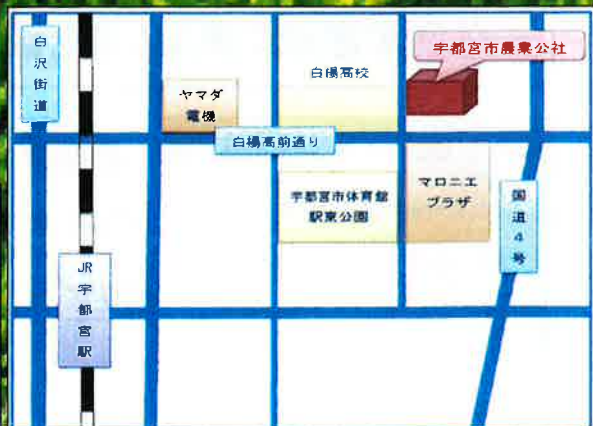 白沢街道
ヤマダ
電機
白楊高校
宇都宮市農業公社
白楊高前通り
宇都宮市体育館
駅東公園
マロニエ
プラザ
国道4号
JR宇都宮駅